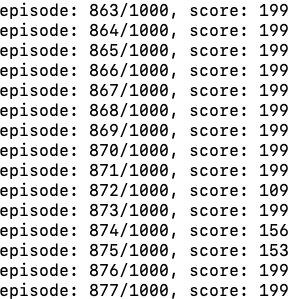 episode: 863/1000, score: 199
episode: 864/1000, score: 199
episode: 865/1000, score: 199
episode: 866/1000, score: 199
episode: 867/1000, score: 199
episode: 868/1000, score: 199
episode: 869/1000, score: 199
episode: 870/1000, score: 199
episode: 871/1000, score: 199
episode: 872/1000, score: 109
episode: 873/1000, score: 199
episode: 874/1000, score: 156
episode: 875/1000, score: 153
episode: 876/1000, score: 199
episode: 877/1000, score: 199